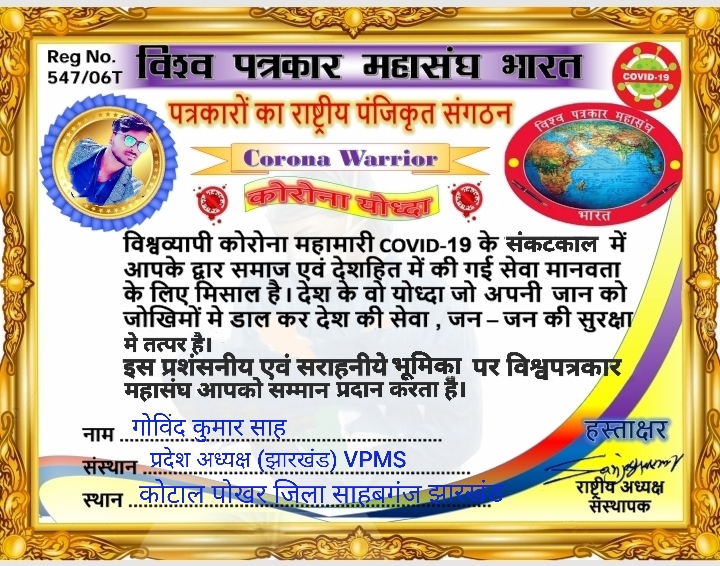 Reg No.
547/06T
विश्व पत्रकार महासंघ भारत
COVID-19
पत्रकारों का राष्ट्रीय पंजिकृत संगठन
विश्व पत्रकार महासंघ
भारत
Corona Warrior
कोरोना योध्दा
विश्वव्यापी कोरोना महामारी COVID-19 के संकटकाल में
आपके द्वार समाज एवं देशहित में की गई सेवा मानवता
के लिए मिसाल है। देश के वो योध्दा जो अपनी जान को
जोखिमों मे डाल कर देश की सेवा , जन – जन की सुरक्षा
मे तत्पर है।
इस प्रशंसनीय एवं सराहनीये भूमिका पर विश्वपत्रकार
महासंघ आपको सम्मान प्रदान करता है।
नाम गोविंद कुमार साह
संस्थान प्रदेश अध्यक्ष (झारखंड) VPMS
स्थान कोटाल पोखर जिला साहबगंज झारखंड
हस्ताक्षर
राष्ट्रीय अध्यक्ष
संस्थापक